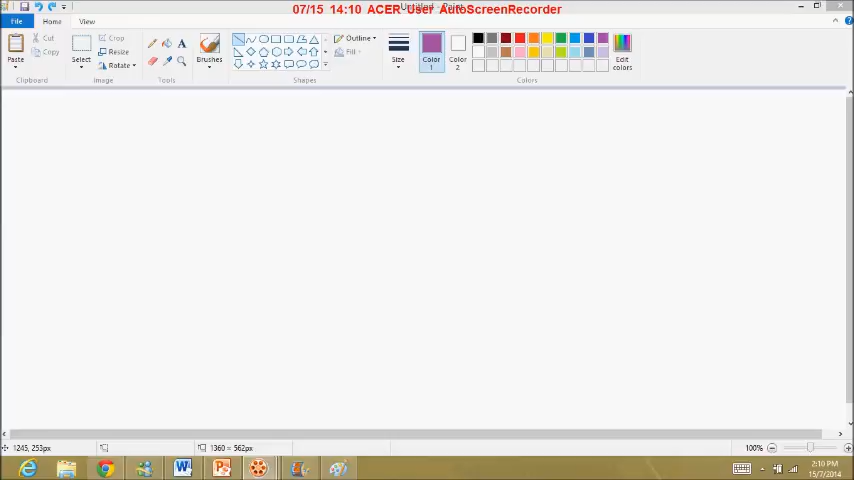 07/15 14:10 ACER User AutoScreenRecorder
Untitled - Paint
File Home View
Paste
Cut
Copy
Clipboard
Select
Crop
Resize
Rotate
Image
A
Tools
Brushes
Outline
Fill
Shapes
Size
Color 1
Color 2
Edit colors
Colors
1245, 253px
1360 × 562px
100%
2:10 PM
15/7/2014